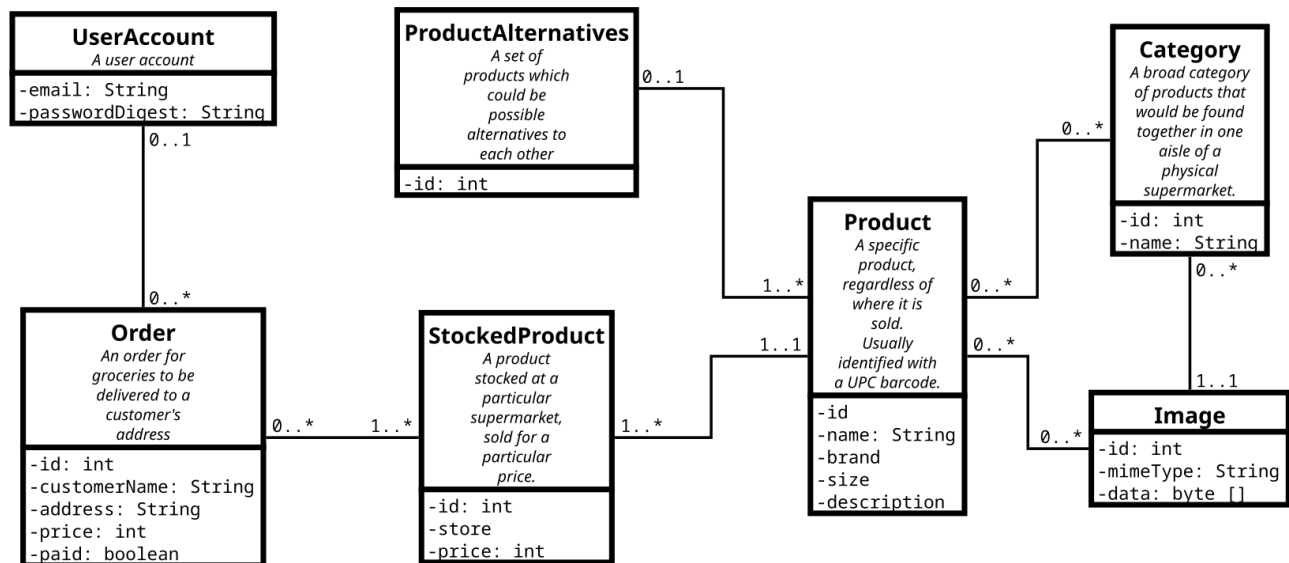 UserAccount
A user account
-email: String
-passwordDigest: String
0..1
0..*
Order
An order for
groceries to be
delivered to a
customer's
address
-id: int
-customerName: String
-address: String
-price: int
-paid: boolean
0..*
1..*
ProductAlternatives
A set of
products which
could be
possible
alternatives to
each other
-id: int
0..1
1..*
StockedProduct
A product
stocked at a
particular
supermarket,
sold for a
particular
price.
-id: int
-store
-price: int
1..*
1..1
Product
A specific
product,
regardless of
where it is
sold.
Usually
identified with
a UPC barcode.
-id
-name: String
-brand
-size
-description
0..*
0..*
0..*
0..*
Category
A broad category
of products that
would be found
together in one
aisle of a
physical
supermarket.
-id: int
-name: String
0..*
1..1
Image
-id: int
-mimeType: String
-data: byte []